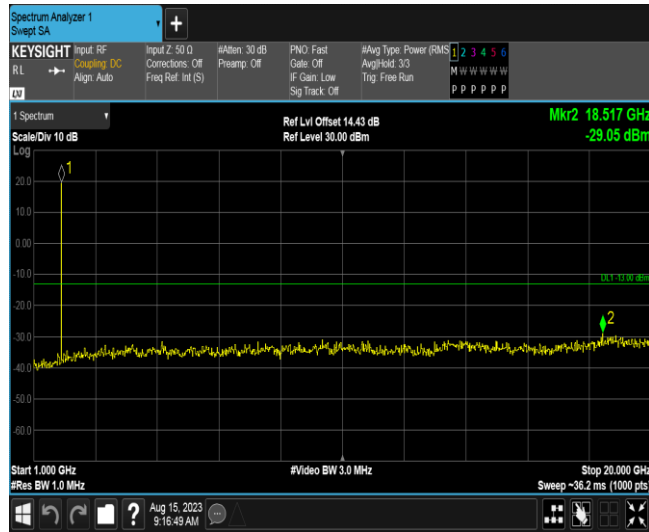 Spectrum Analyzer 1
Swept SA
+
KEYSIGHT
RL
LXI
Input: RF
Coupling: DC
Align: Auto
Input Z: 50 Ω
Corrections: Off
Freq Ref: Int (S)
#Atten: 30 dB
Preamp: Off
PNO: Fast
Gate: Off
IF Gain: Low
Sig Track: Off
#Avg Type: Power (RMS
Avg|Hold: 3/3
Trig: Free Run
1 2 3 4 5 6
M W W W W W
P P P P P P
1 Spectrum
Scale/Div 10 dB
Log
Ref Lvl Offset 14.43 dB
Ref Level 30.00 dBm
Mkr2 18.517 GHz
-29.05 dBm
1
20.0
10.0
0.00
-10.0
DL1 -13.00 dBm
-20.0
2
-30.0
-40.0
-50.0
-60.0
Start 1.000 GHz
#Res BW 1.0 MHz
#Video BW 3.0 MHz
Stop 20.000 GHz
Sweep ~36.2 ms (1000 pts)
?
Aug 15, 2023
9:16:49 AM